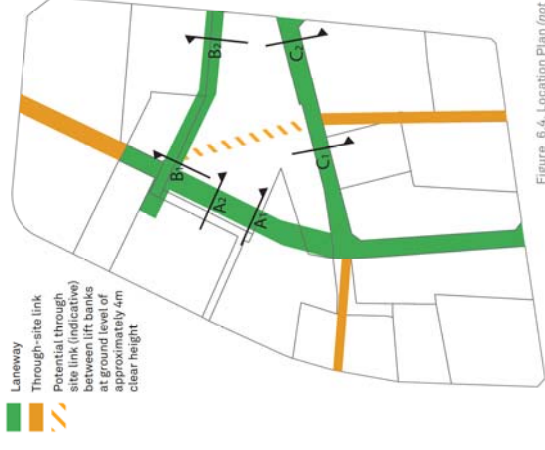 Laneway
Through-site link
Potential through
site link (indicative)
between lift banks
at ground level of
approximately 4m
clear height
B2
C2
B1
A2
C1
A1
Figure 6.4. Location Plan (not